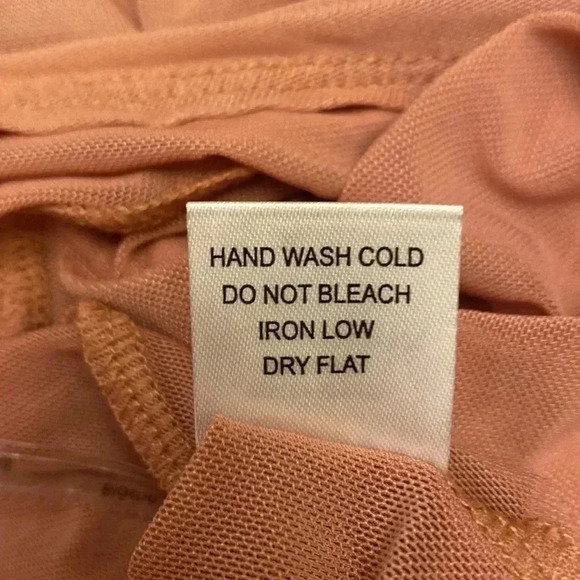 HAND WASH COLD
DO NOT BLEACH
IRON LOW
DRY FLAT